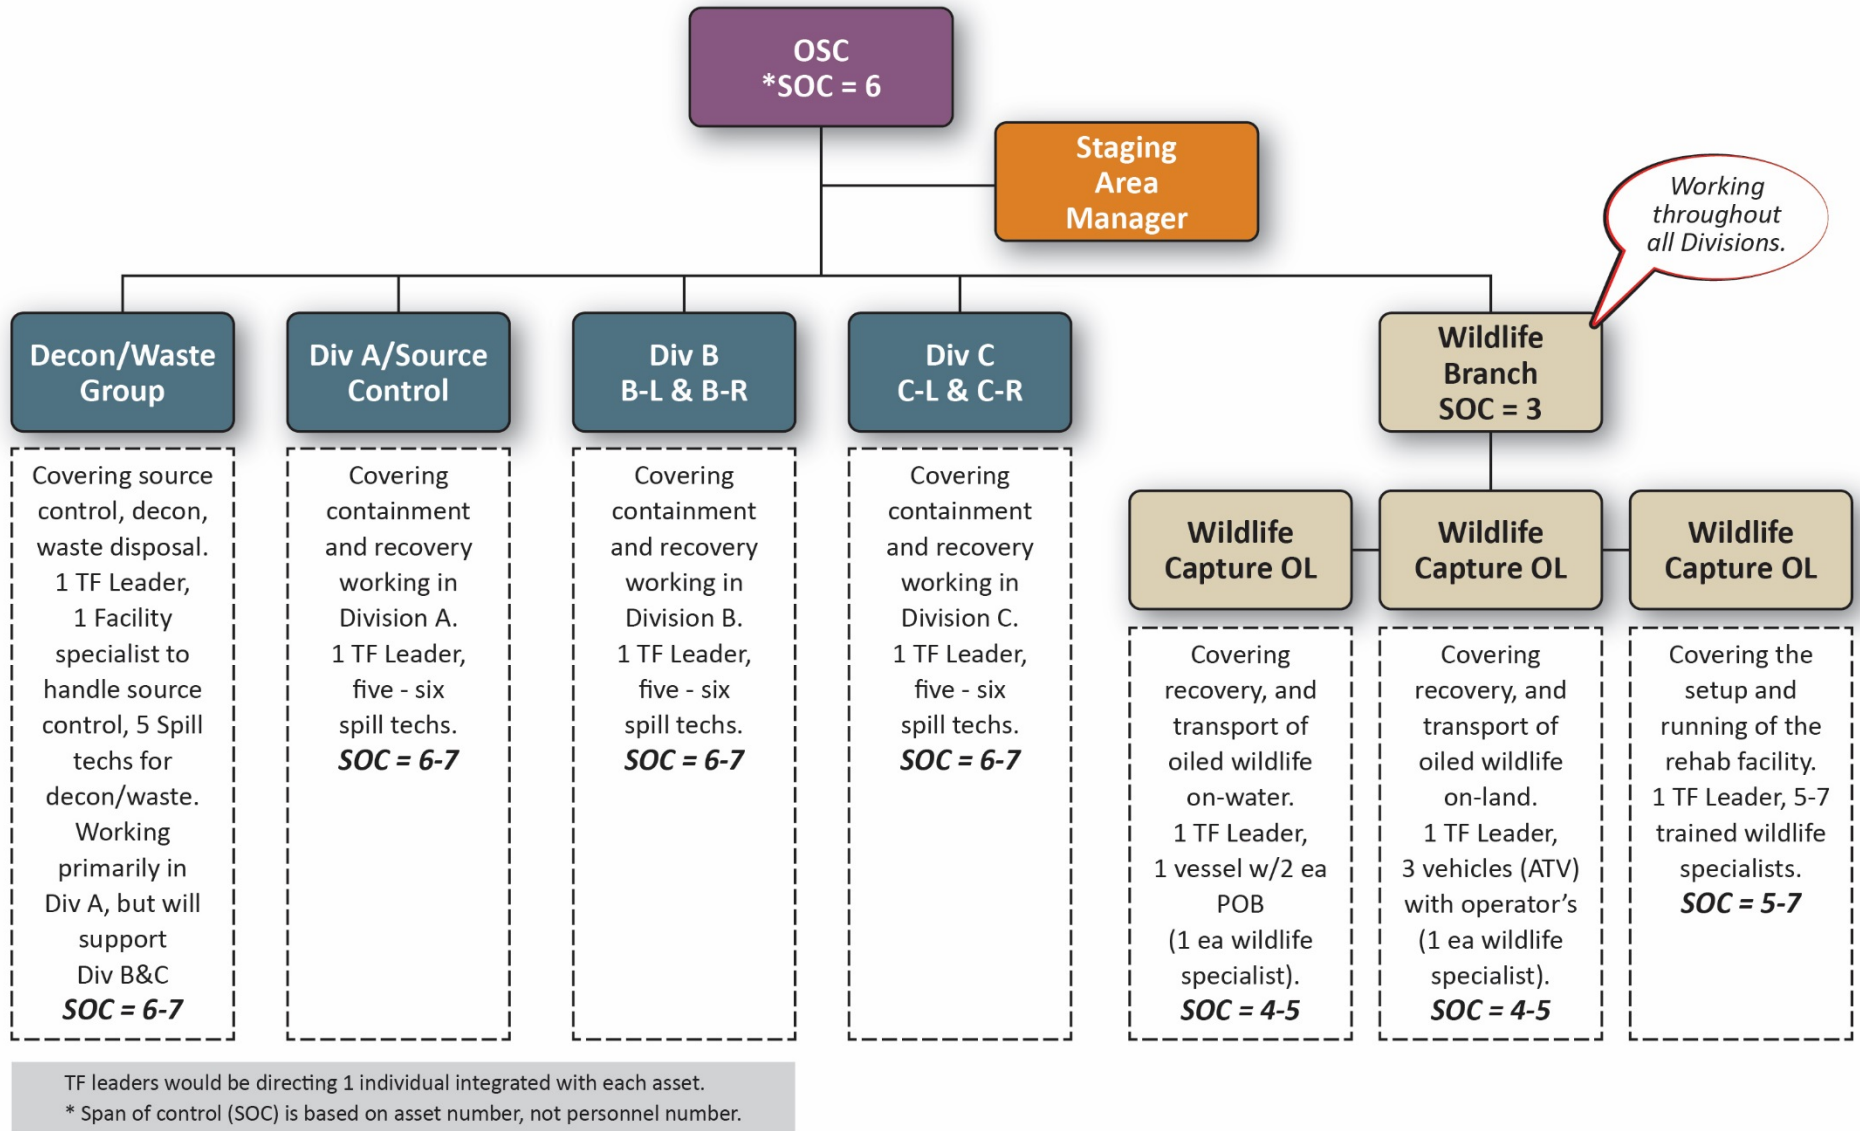 OSC
*SOC = 6
Staging
Area
Manager
Working
throughout
all Divisions.
Decon/Waste
Group
Div A/Source
Control
Div B
B-L & B-R
Div C
C-L & C-R
Wildlife
Branch
SOC = 3
Covering source
control, decon,
waste disposal.
1 TF Leader,
1 Facility
specialist to
handle source
control, 5 Spill
techs for
decon/waste.
Working
primarily in
Div A, but will
support
Div B&C
SOC = 6-7
Covering
containment
and recovery
working in
Division A.
1 TF Leader,
five - six
spill techs.
SOC = 6-7
Covering
containment
and recovery
working in
Division B.
1 TF Leader,
five - six
spill techs.
SOC = 6-7
Covering
containment
and recovery
working in
Division C.
1 TF Leader,
five - six
spill techs.
SOC = 6-7
Wildlife
Capture OL
Covering
recovery, and
transport of
oiled wildlife
on-water.
1 TF Leader,
1 vessel w/2 ea
POB
(1 ea wildlife
specialist).
SOC = 4-5
Wildlife
Capture OL
Covering
recovery, and
transport of
oiled wildlife
on-land.
1 TF Leader,
3 vehicles (ATV)
with operator’s
(1 ea wildlife
specialist).
SOC = 4-5
Wildlife
Capture OL
Covering the
setup and
running of the
rehab facility.
1 TF Leader, 5-7
trained wildlife
specialists.
SOC = 5-7
TF leaders would be directing 1 individual integrated with each asset.
* Span of control (SOC) is based on asset number, not personnel number.